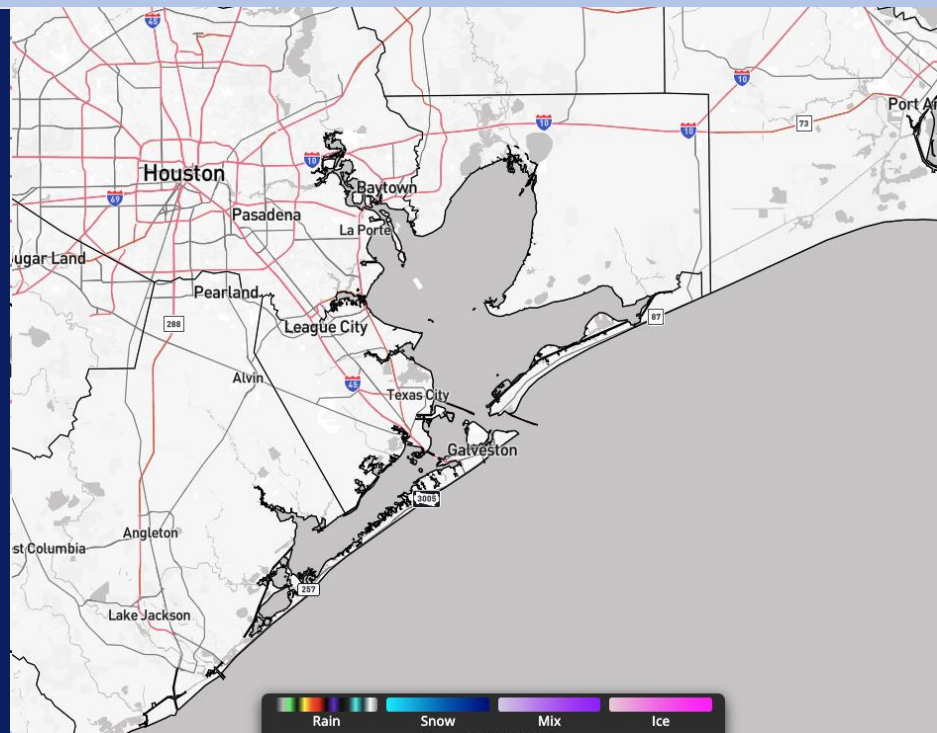 45
10
10
73
Port A
10
Houston
Baytown
69
Pasadena
La Porte
ugar Land
Pearland
87
288
League City
Alvin
45
Texas City
Galveston
3005
Angleton
st Columbia
257
Lake Jackson
Rain
Snow
Mix
Ice